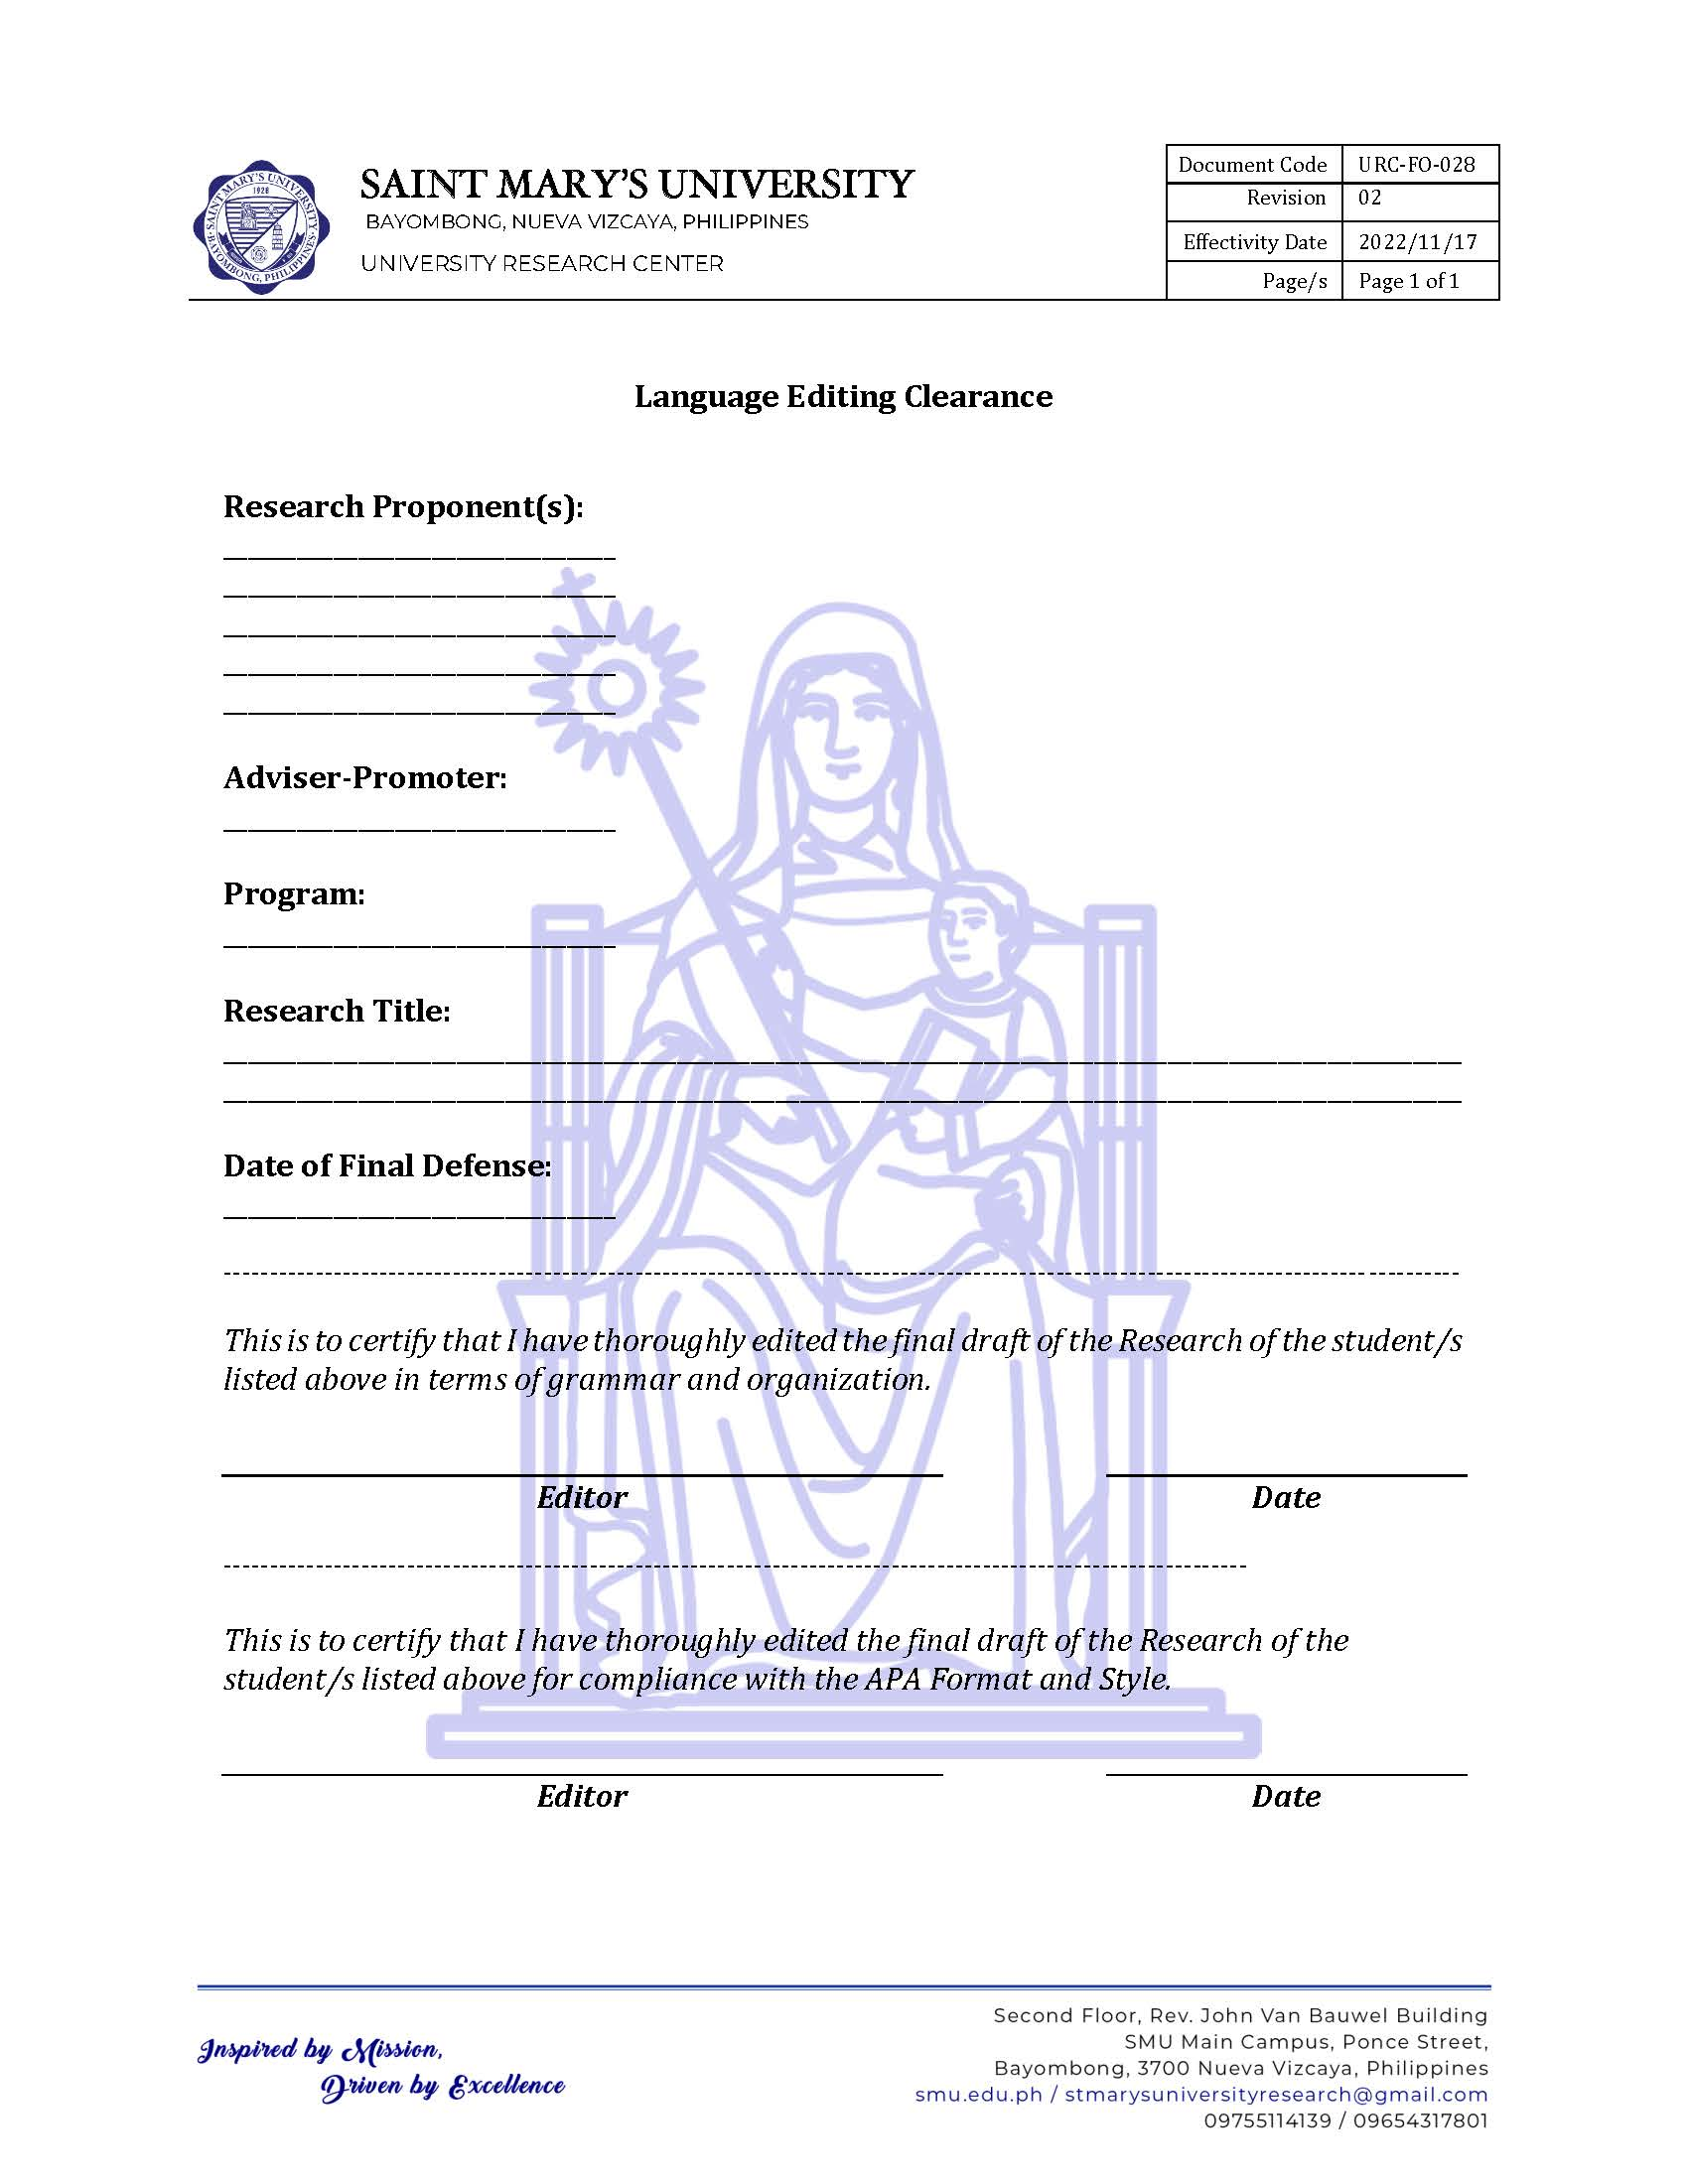 SAINT MARY'S UNIVERSITY
1928
BAYOMBONG, PHILIPPINES
SAINT MARY'S UNIVERSITY
BAYOMBONG, NUEVA VIZCAYA, PHILIPPINES
UNIVERSITY RESEARCH CENTER
Document Code URC-FO-028
Revision 02
Effectivity Date 2022/11/17
Page/s Page 1 of 1
Language Editing Clearance
Research Proponent(s):
Adviser-Promoter:
Program:
Research Title:
Date of Final Defense:
This is to certify that I have thoroughly edited the final draft of the Research of the student/s
listed above in terms of grammar and organization.
Editor Date
This is to certify that I have thoroughly edited the final draft of the Research of the
student/s listed above for compliance with the APA Format and Style.
Editor Date
Inspired by Mission,
Driven by Excellence
Second Floor, Rev. John Van Bauwel Building
SMU Main Campus, Ponce Street,
Bayombong, 3700 Nueva Vizcaya, Philippines
smu.edu.ph / stmarysuniversityresearch@gmail.com
09755114139 / 09654317801